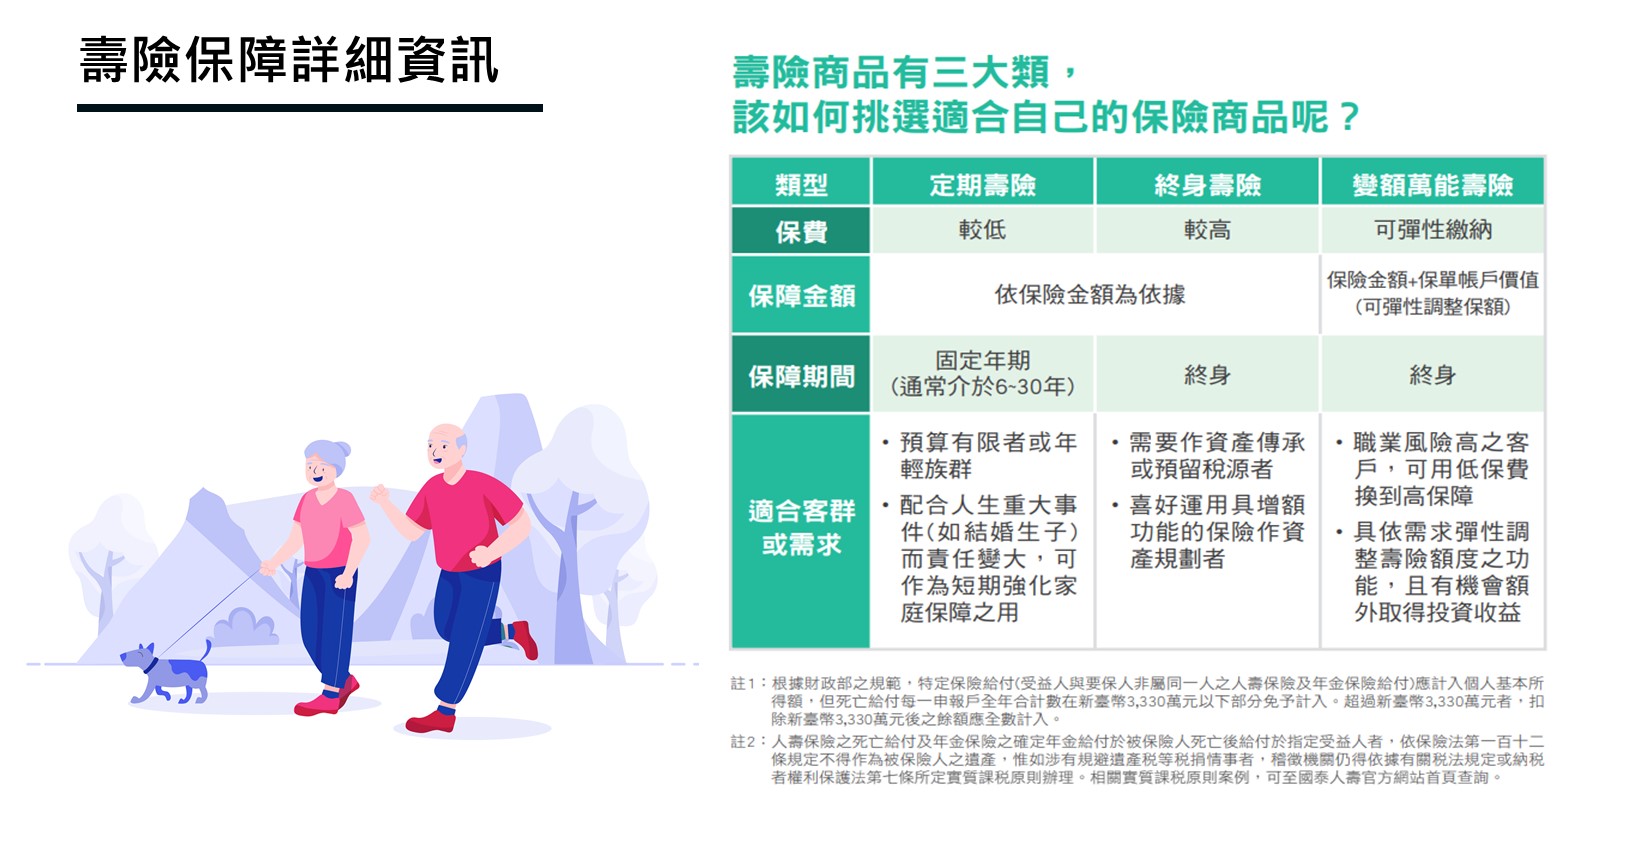 壽險保障詳細資訊
壽險商品有三大類，
該如何挑選適合自己的保險商品呢？
類型 定期壽險 終身壽險 變額萬能壽險
保費 較低 較高 可彈性繳納
保障金額 依保險金額為依據 保險金額+保單帳戶價值
(可彈性調整保額)
保障期間 固定年期
(通常介於6~30年) 終身 終身
適合客群
或需求
・預算有限者或年
輕族群
・配合人生重大事
件(如結婚生子)
而責任變大，可
作為短期強化家
庭保障之用
・需要作資產傳承
或預留稅源者
・喜好運用具增額
功能的保險作資
產規劃者
・職業風險高之客
戶，可用低保費
換到高保障
・具依需求彈性調
整壽險額度之功
能，且有機會額
外取得投資收益
註1：根據財政部之規範，特定保險給付(受益人與要保人非屬同一人之人壽保險及年金保險給付)應計入個人基本所
得額，但死亡給付每一申報戶全年合計數在新臺幣3,330萬元以下部分免予計入。超過新臺幣3,330萬元者，扣
除新臺幣3,330萬元後之餘額應全數計入。
註2：人壽保險之死亡給付及年金保險之確定年金給付於被保險人死亡後給付於指定受益人者，依保險法第一百十二
條規定不得作為被保險人之遺產，惟如涉有規避遺產稅等稅捐情事者，稽徵機關仍得依據有關稅法規定或納稅
者權利保護法第七條所定實質課稅原則辦理。相關實質課稅原則案例，可至國泰人壽官方網站首頁查詢。